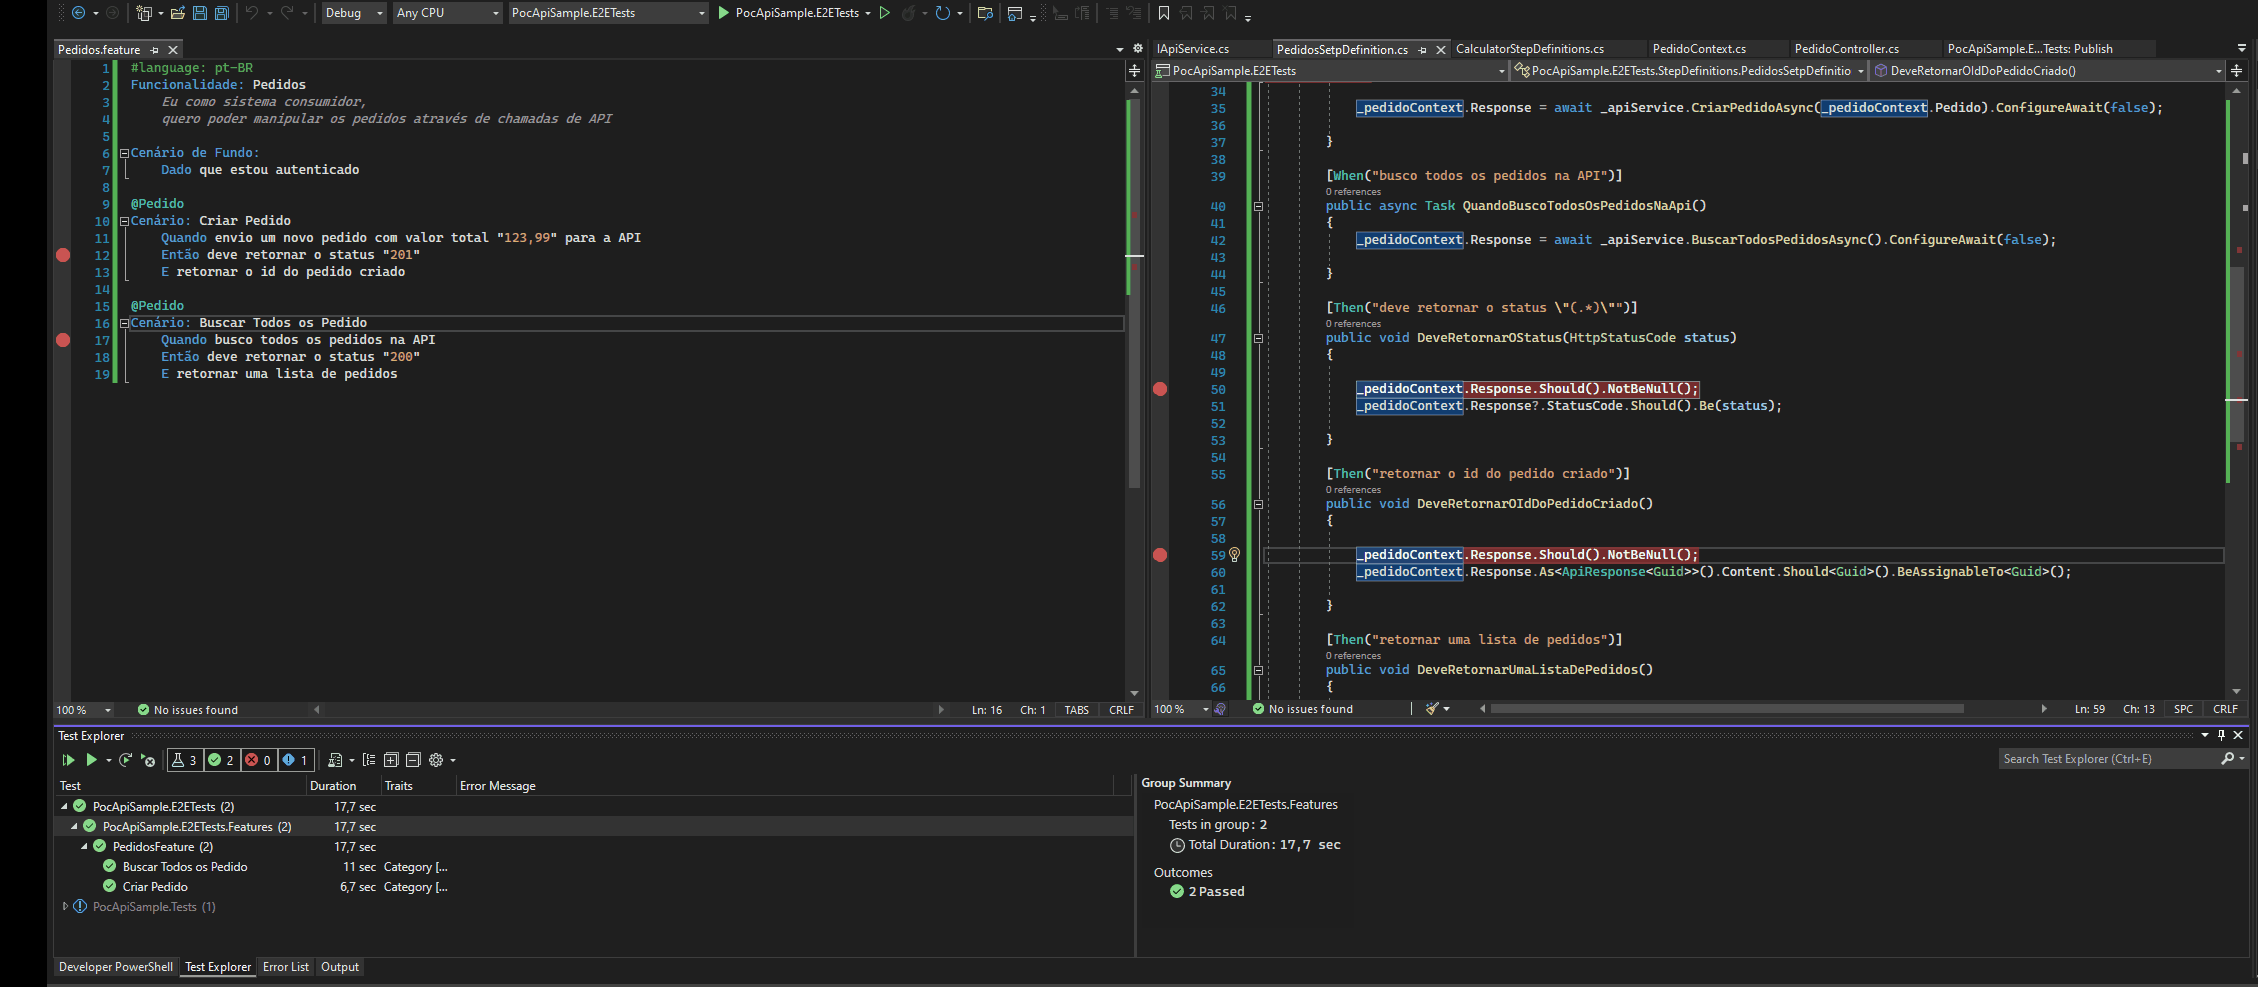 Debug Any CPU PocApiSample.E2ETests PocApiSample.E2ETests
Pedidos.feature
1 #language: pt-BR
2 Funcionalidade: Pedidos
3 Eu como sistema consumidor,
4 quero poder manipular os pedidos através de chamadas de API
5
6 Cenário de Fundo:
7 Dado que estou autenticado
8
9 @Pedido
10 Cenário: Criar Pedido
11 Quando envio um novo pedido com valor total "123,99" para a API
12 Então deve retornar o status "201"
13 E retornar o id do pedido criado
14
15 @Pedido
16 Cenário: Buscar Todos os Pedido
17 Quando busco todos os pedidos na API
18 Então deve retornar o status "200"
19 E retornar uma lista de pedidos
100 % No issues found Ln: 16 Ch: 1 TABS CRLF
IApiService.cs PedidosSetpDefinition.cs CalculatorStepDefinitions.cs PedidoContext.cs PedidoController.cs PocApiSample.E...Tests: Publish
PocApiSample.E2ETests PocApiSample.E2ETests.StepDefinitions.PedidosSetpDefinitio DeveRetornarOIdDoPedidoCriado()
34
35 _pedidoContext.Response = await _apiService.CriarPedidoAsync(_pedidoContext.Pedido).ConfigureAwait(false);
36
37 }
38
39 [When("busco todos os pedidos na API")]
0 references
40 public async Task QuandoBuscoTodosOsPedidosNaApi()
41 {
42 _pedidoContext.Response = await _apiService.BuscarTodosPedidosAsync().ConfigureAwait(false);
43
44 }
45
46 [Then("deve retornar o status \"(.*)\"")]
0 references
47 public void DeveRetornarOStatus(HttpStatusCode status)
48 {
49
50 _pedidoContext.Response.Should().NotBeNull();
51 _pedidoContext.Response?.StatusCode.Should().Be(status);
52
53 }
54
55 [Then("retornar o id do pedido criado")]
0 references
56 public void DeveRetornarOIdDoPedidoCriado()
57 {
58
59 _pedidoContext.Response.Should().NotBeNull();
60 _pedidoContext.Response.As<ApiResponse<Guid>>().Content.Should<Guid>().BeAssignableTo<Guid>();
61
62 }
63
64 [Then("retornar uma lista de pedidos")]
0 references
65 public void DeveRetornarUmaListaDePedidos()
66 {
100 % No issues found Ln: 59 Ch: 13 SPC CRLF
Test Explorer
3 2 0 1
Search Test Explorer (Ctrl+E)
Test Duration Traits Error Message
PocApiSample.E2ETests (2) 17,7 sec
PocApiSample.E2ETests.Features (2) 17,7 sec
PedidosFeature (2) 17,7 sec
Buscar Todos os Pedido 11 sec Category [...
Criar Pedido 6,7 sec Category [...
PocApiSample.Tests (1)
Group Summary
PocApiSample.E2ETests.Features
Tests in group: 2
Total Duration: 17,7 sec
Outcomes
2 Passed
Developer PowerShell Test Explorer Error List Output